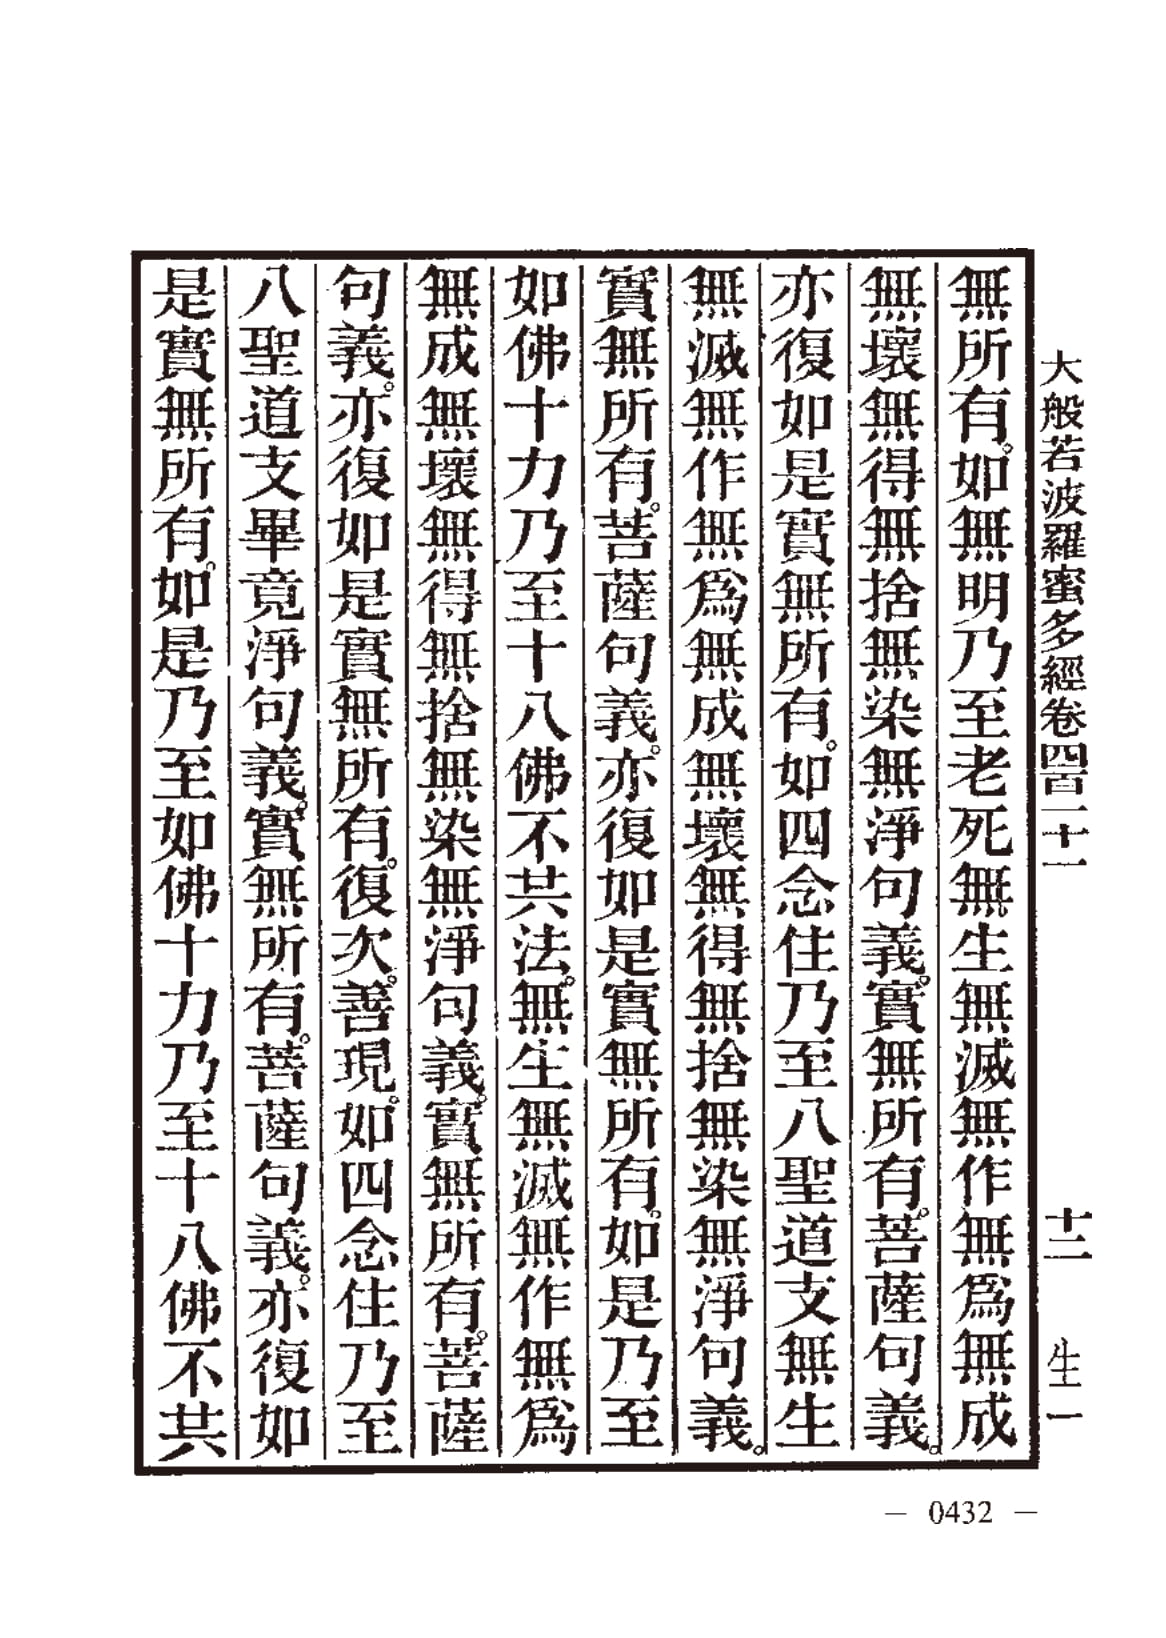 大般若波羅蜜多經卷四百二十一　十二　生一
無所有。如無明乃至老死無生無滅無作無爲無成
無壞無得無捨無染無淨句義。實無所有。菩薩句義。
亦復如是實無所有。如四念住乃至八聖道支無生
無滅無作無爲無成無壞無得無捨無染無淨句義。
實無所有。菩薩句義。亦復如是實無所有。如是乃至
如佛十力乃至十八佛不共法。無生無滅無作無爲
無成無壞無得無捨無染無淨句義。實無所有。菩薩
句義。亦復如是實無所有。復次。善現。如四念住乃至
八聖道支畢竟淨句義。實無所有。菩薩句義。亦復如
是實無所有。如是乃至如佛十力乃至十八佛不共
— 0432 —